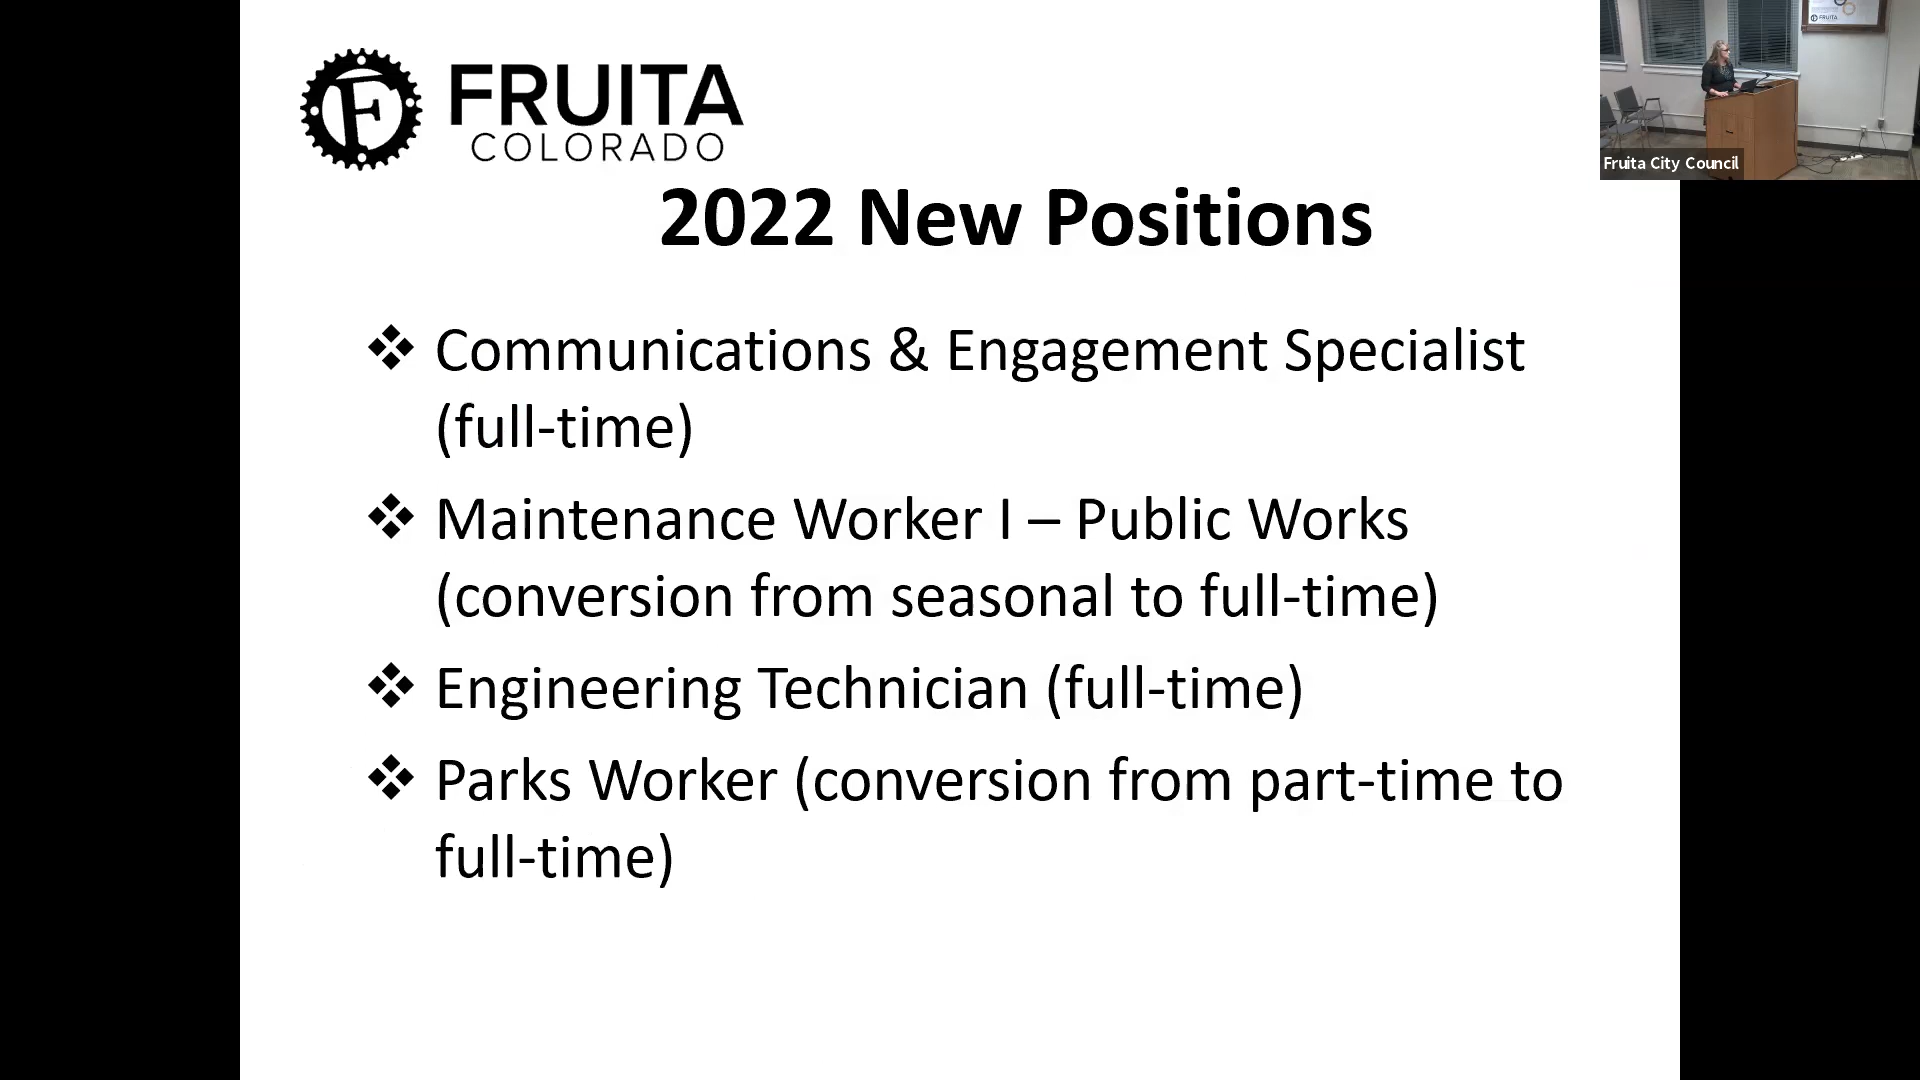 F
FRUITA
COLORADO
Fruita City Council
2022 New Positions
❖ Communications & Engagement Specialist
(full-time)
❖ Maintenance Worker I – Public Works
(conversion from seasonal to full-time)
❖ Engineering Technician (full-time)
❖ Parks Worker (conversion from part-time to
full-time)